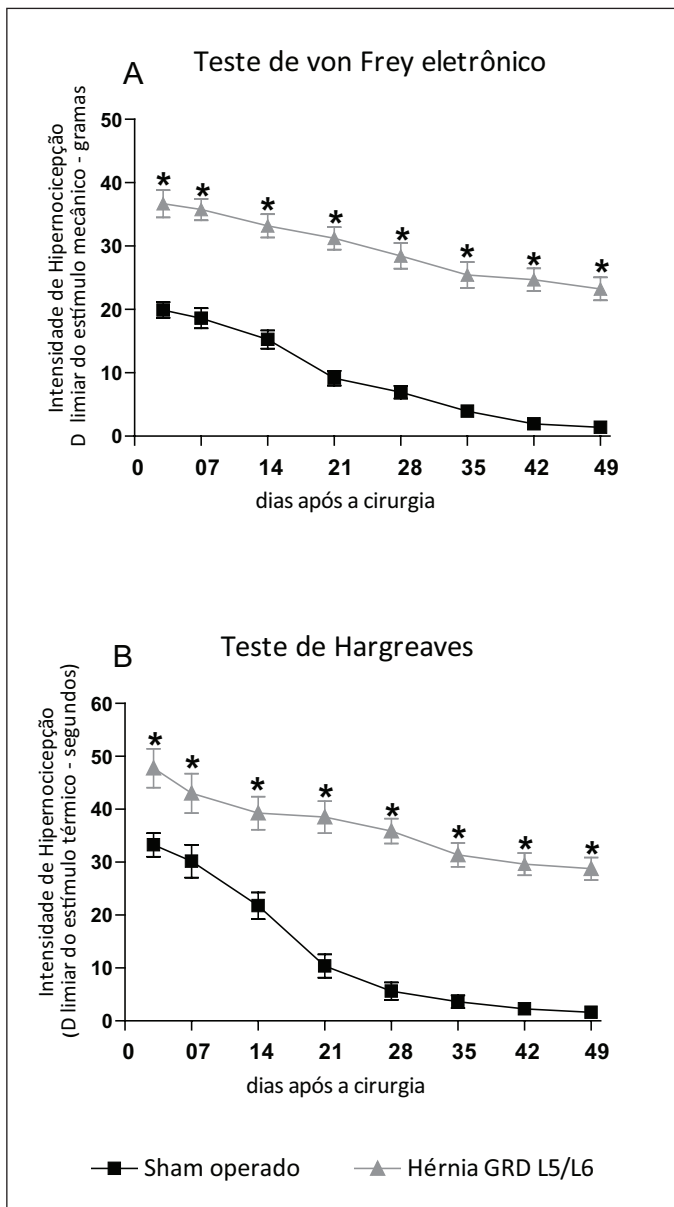 A
Teste de von Frey eletrônico
Intensidade de Hipernocicepção
D limiar do estímulo mecânico - gramas
50
40
30
20
10
0
* * * * * * * *
0 07 14 21 28 35 42 49
dias após a cirurgia
B
Teste de Hargreaves
Intensidade de Hipernocicepção
(D limiar do estímulo térmico - segundos)
60
50
40
30
20
10
0
* * * * * * * *
0 07 14 21 28 35 42 49
dias após a cirurgia
Sham operado Hérnia GRD L5/L6